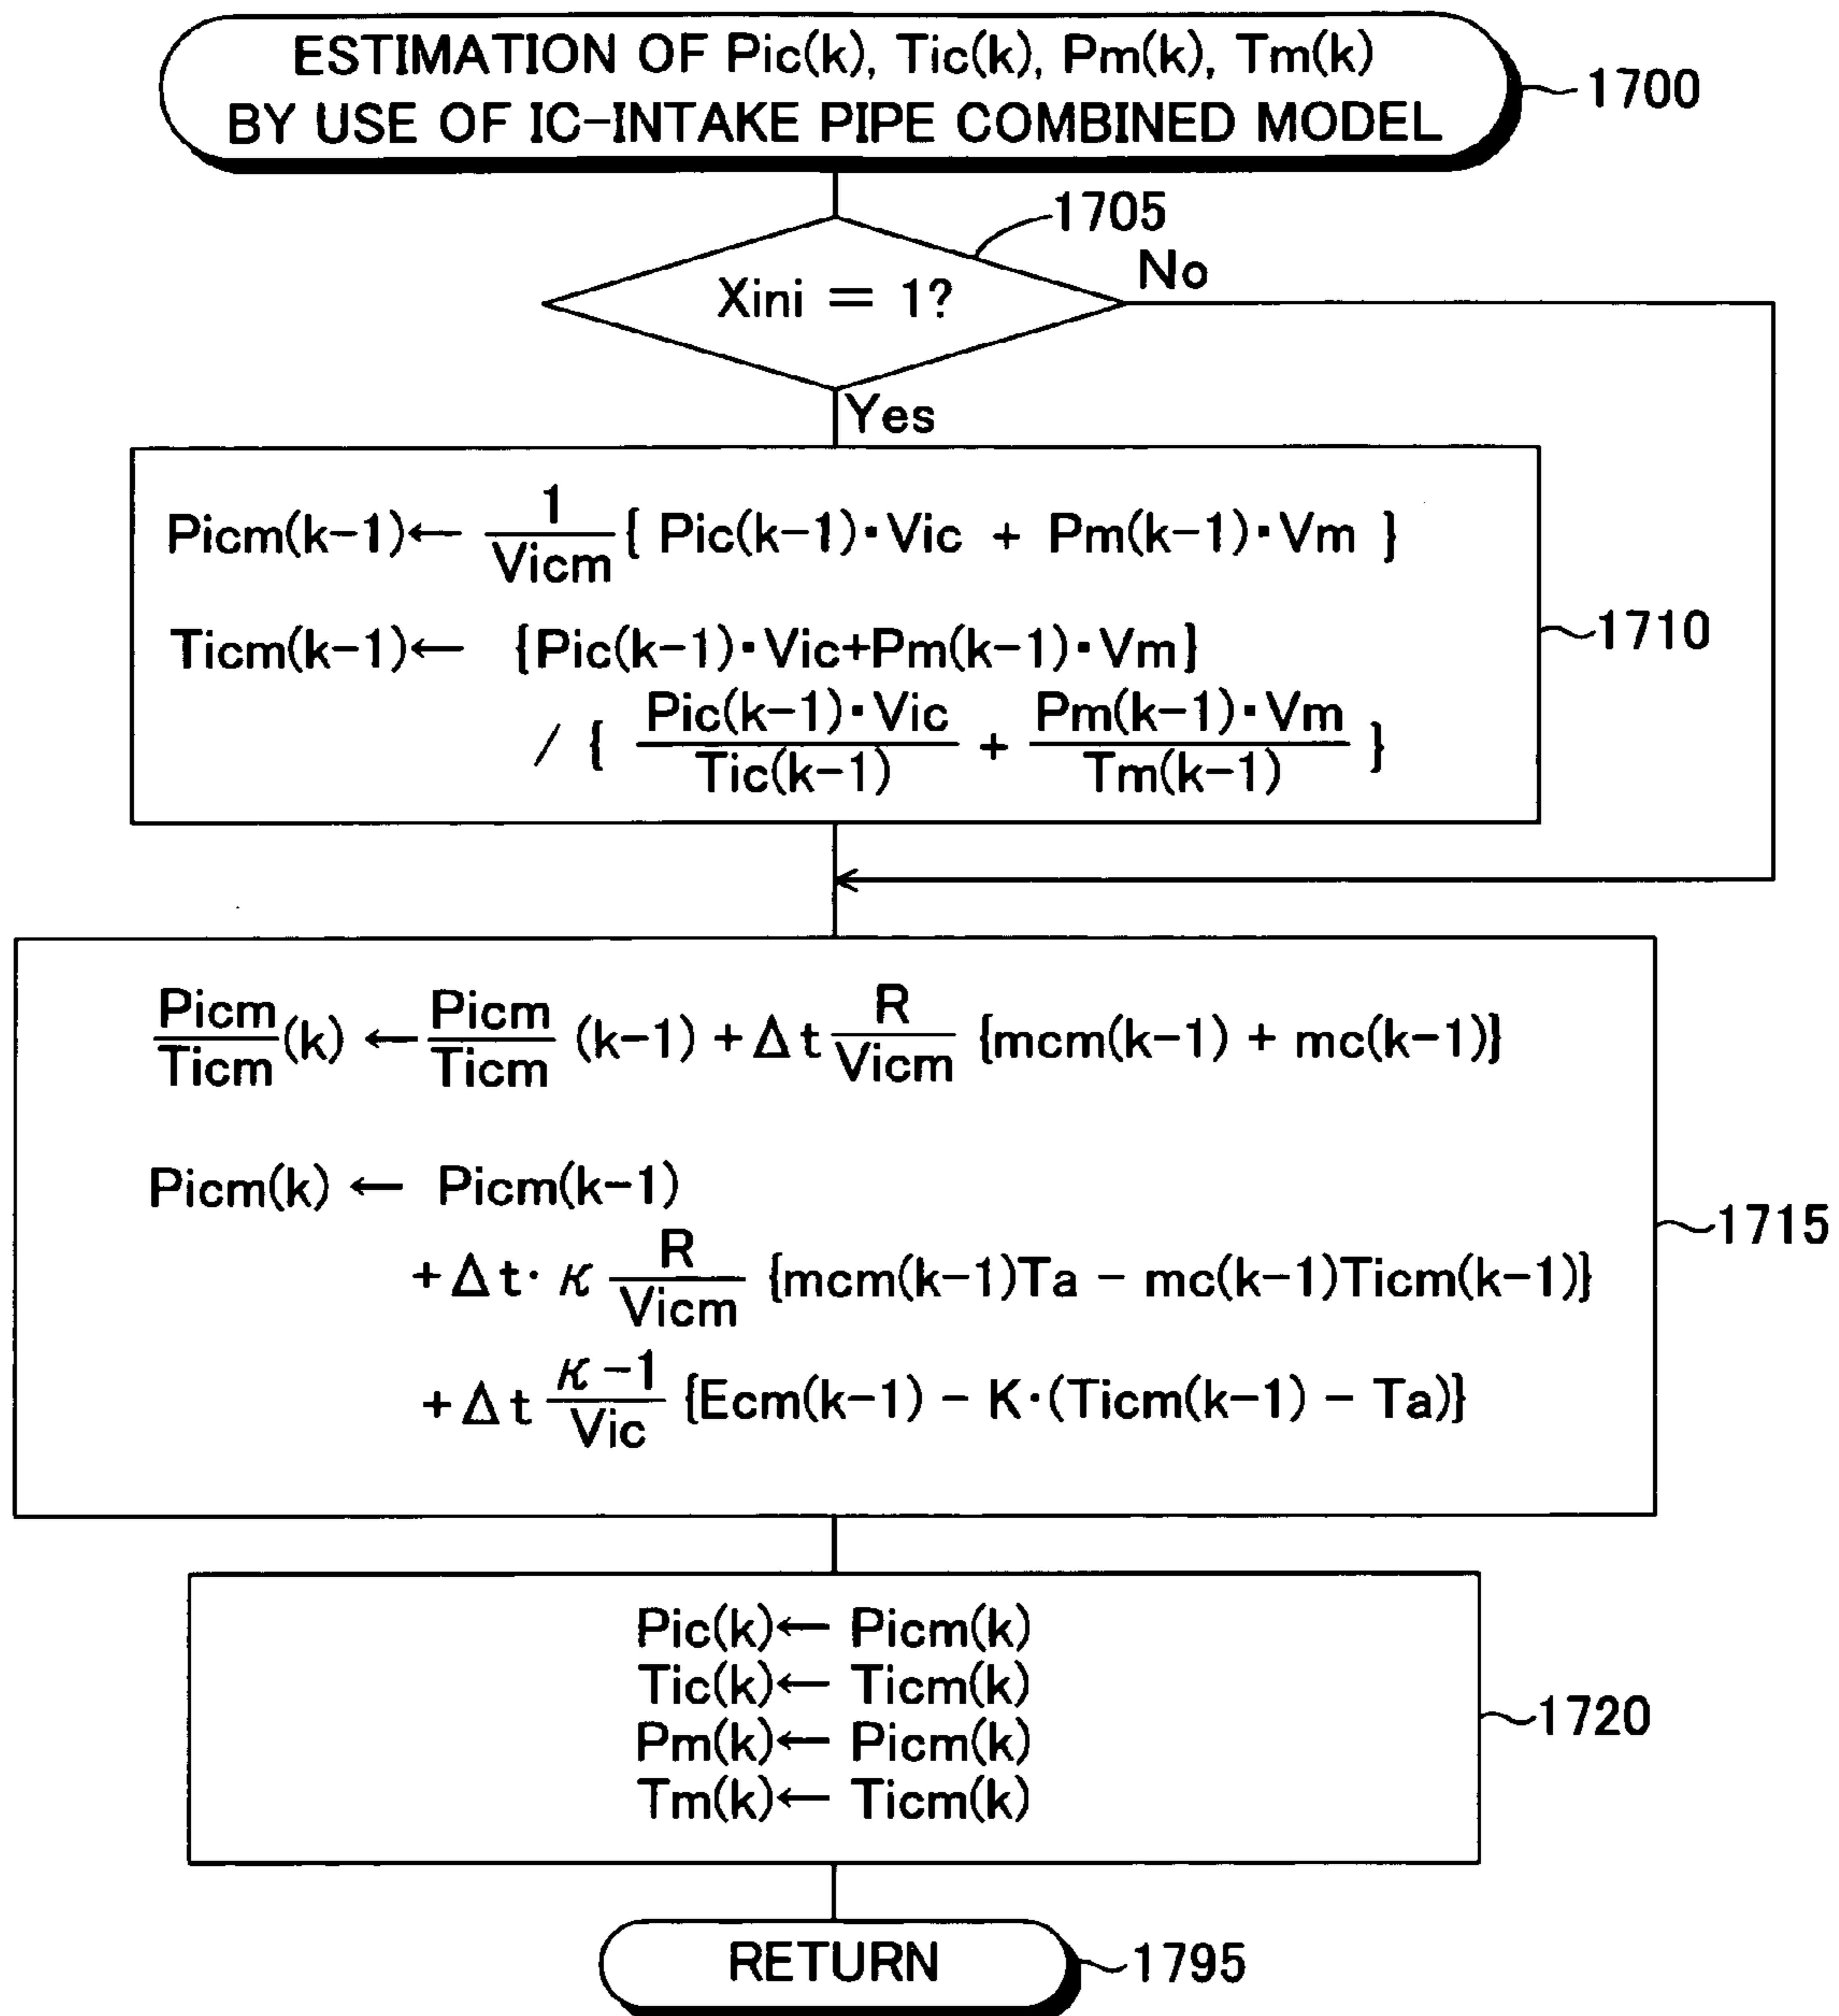 ESTIMATION OF Pic(k), Tic(k), Pm(k), Tm(k)
BY USE OF IC-INTAKE PIPE COMBINED MODEL
1700
1705
Xini = 1?
No
Yes
Picm(k-1)← 1/Vicm { Pic(k-1)·Vic + Pm(k-1)·Vm }
Ticm(k-1)← {Pic(k-1)·Vic+Pm(k-1)·Vm}
/ { Pic(k-1)·Vic/Tic(k-1) + Pm(k-1)·Vm/Tm(k-1) }
1710
Picm/Ticm (k) ← Picm/Ticm (k-1) + Δt R/Vicm {mcm(k-1) + mc(k-1)}
Picm(k) ← Picm(k-1)
+ Δt· κ R/Vicm {mcm(k-1)Ta - mc(k-1)Ticm(k-1)}
+ Δt κ-1/Vic {Ecm(k-1) - K·(Ticm(k-1) - Ta)}
1715
Pic(k)← Picm(k)
Tic(k)← Ticm(k)
Pm(k)← Picm(k)
Tm(k)← Ticm(k)
1720
RETURN
1795